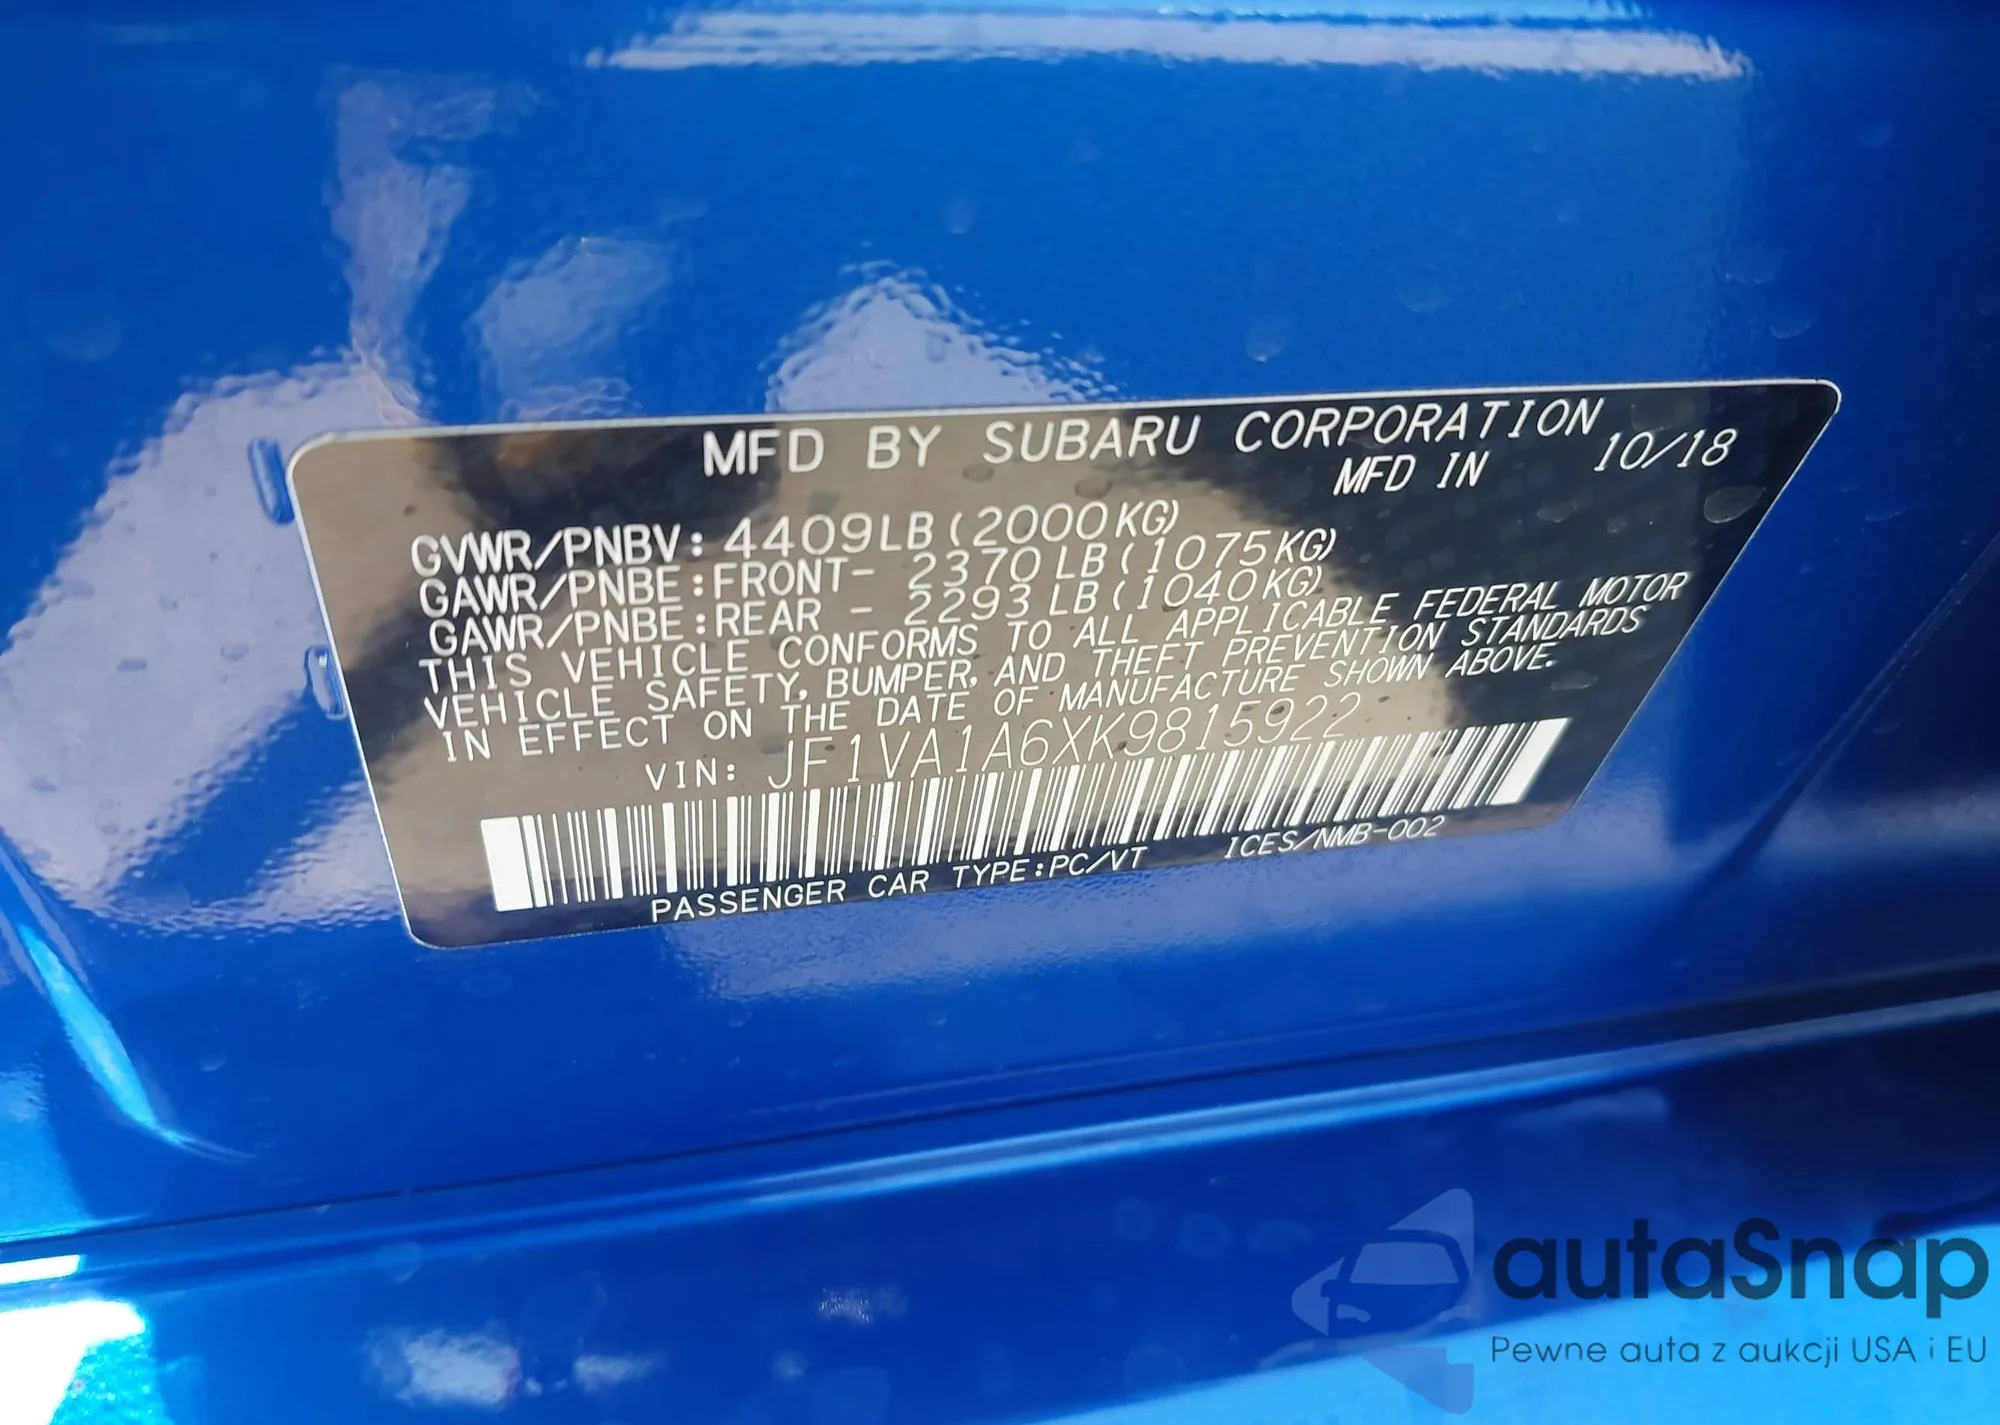 MFD BY SUBARU CORPORATION
MFD IN 10/18
GVWR/PNBV: 4409LB (2000KG)
GAWR/PNBE:FRONT- 2370LB (1075KG)
GAWR/PNBE:REAR - 2293LB (1040KG)
THIS VEHICLE CONFORMS TO ALL APPLICABLE FEDERAL MOTOR
VEHICLE SAFETY, BUMPER, AND THEFT PREVENTION STANDARDS
IN EFFECT ON THE DATE OF MANUFACTURE SHOWN ABOVE.
VIN: JF1VA1A6XK9815922
PASSENGER CAR TYPE:PC/VT ICES/NMB-002
autaSnap
Pewne auta z aukcji USA i EU